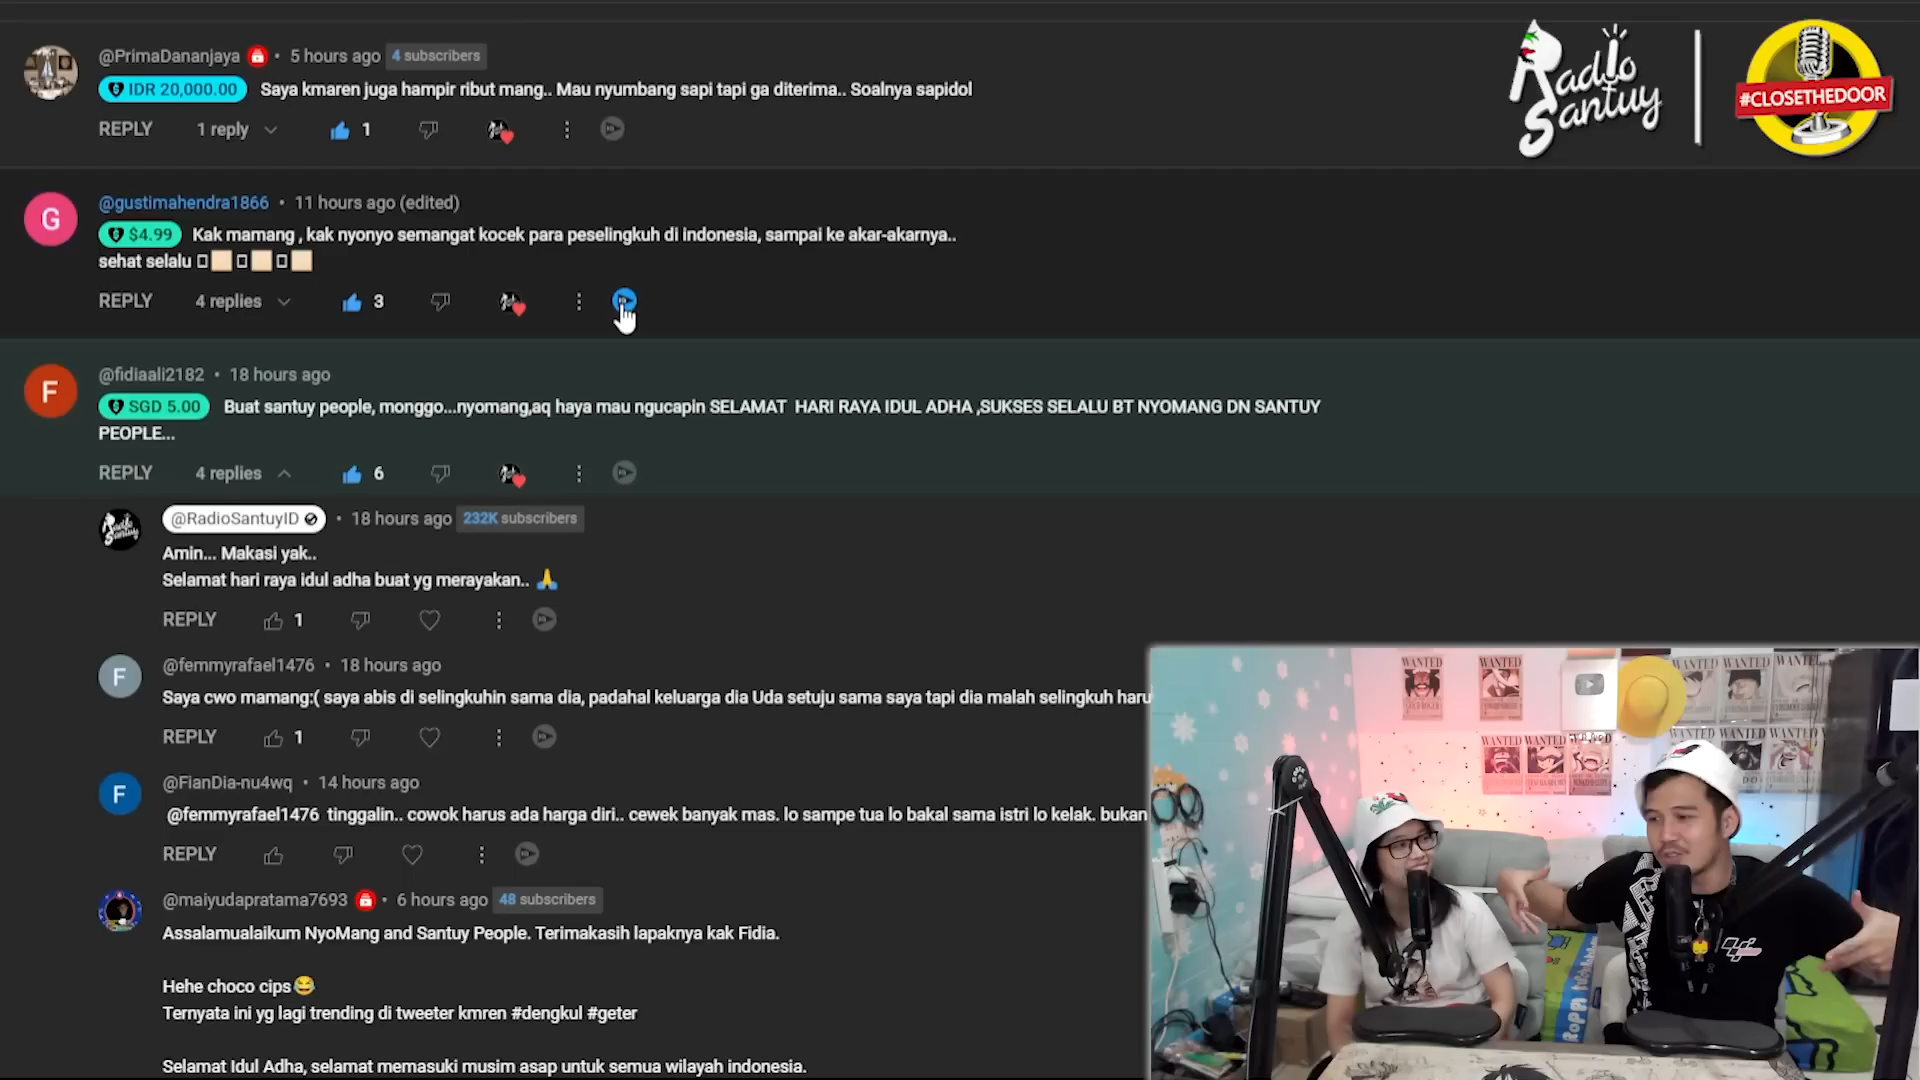 @PrimaDananjaya • 5 hours ago 4 subscribers
IDR 20,000.00 Saya kmaren juga hampir ribut mang.. Mau nyumbang sapi tapi ga diterima.. Soalnya sapidol
REPLY 1 reply 1
Radio Santuy
#CLOSETHEDOOR
G
@gustimahendra1866 • 11 hours ago (edited)
$4.99 Kak mamang , kak nyonyo semangat kocek para peselingkuh di indonesia, sampai ke akar-akarnya..
sehat selalu
REPLY 4 replies 3
F
@fidiaali2182 • 18 hours ago
SGD 5.00 Buat santuy people, monggo...nyomang,aq haya mau ngucapin SELAMAT HARI RAYA IDUL ADHA ,SUKSES SELALU BT NYOMANG DN SANTUY
PEOPLE...
REPLY 4 replies 6
@RadioSantuyID • 18 hours ago 232K subscribers
Amin... Makasi yak..
Selamat hari raya idul adha buat yg merayakan.. 🙏
REPLY 1
F
@femmyrafael1476 • 18 hours ago
Saya cwo mamang:( saya abis di selingkuhin sama dia, padahal keluarga dia Uda setuju sama saya tapi dia malah selingkuh haru
REPLY 1
F
@FianDia-nu4wq • 14 hours ago
@femmyrafael1476 tinggalin.. cowok harus ada harga diri.. cewek banyak mas. lo sampe tua lo bakal sama istri lo kelak. bukan
REPLY
@maiyudapratama7693 • 6 hours ago 48 subscribers
Assalamualaikum NyoMang and Santuy People. Terimakasih lapaknya kak Fidia.
Hehe choco cips😂
Ternyata ini yg lagi trending di tweeter kmren #dengkul #geter
Selamat Idul Adha, selamat memasuki musim asap untuk semua wilayah indonesia.
WANTED
WANTED
WANTED
WANTED
WANTED
WANTED
WANTED
WANTED